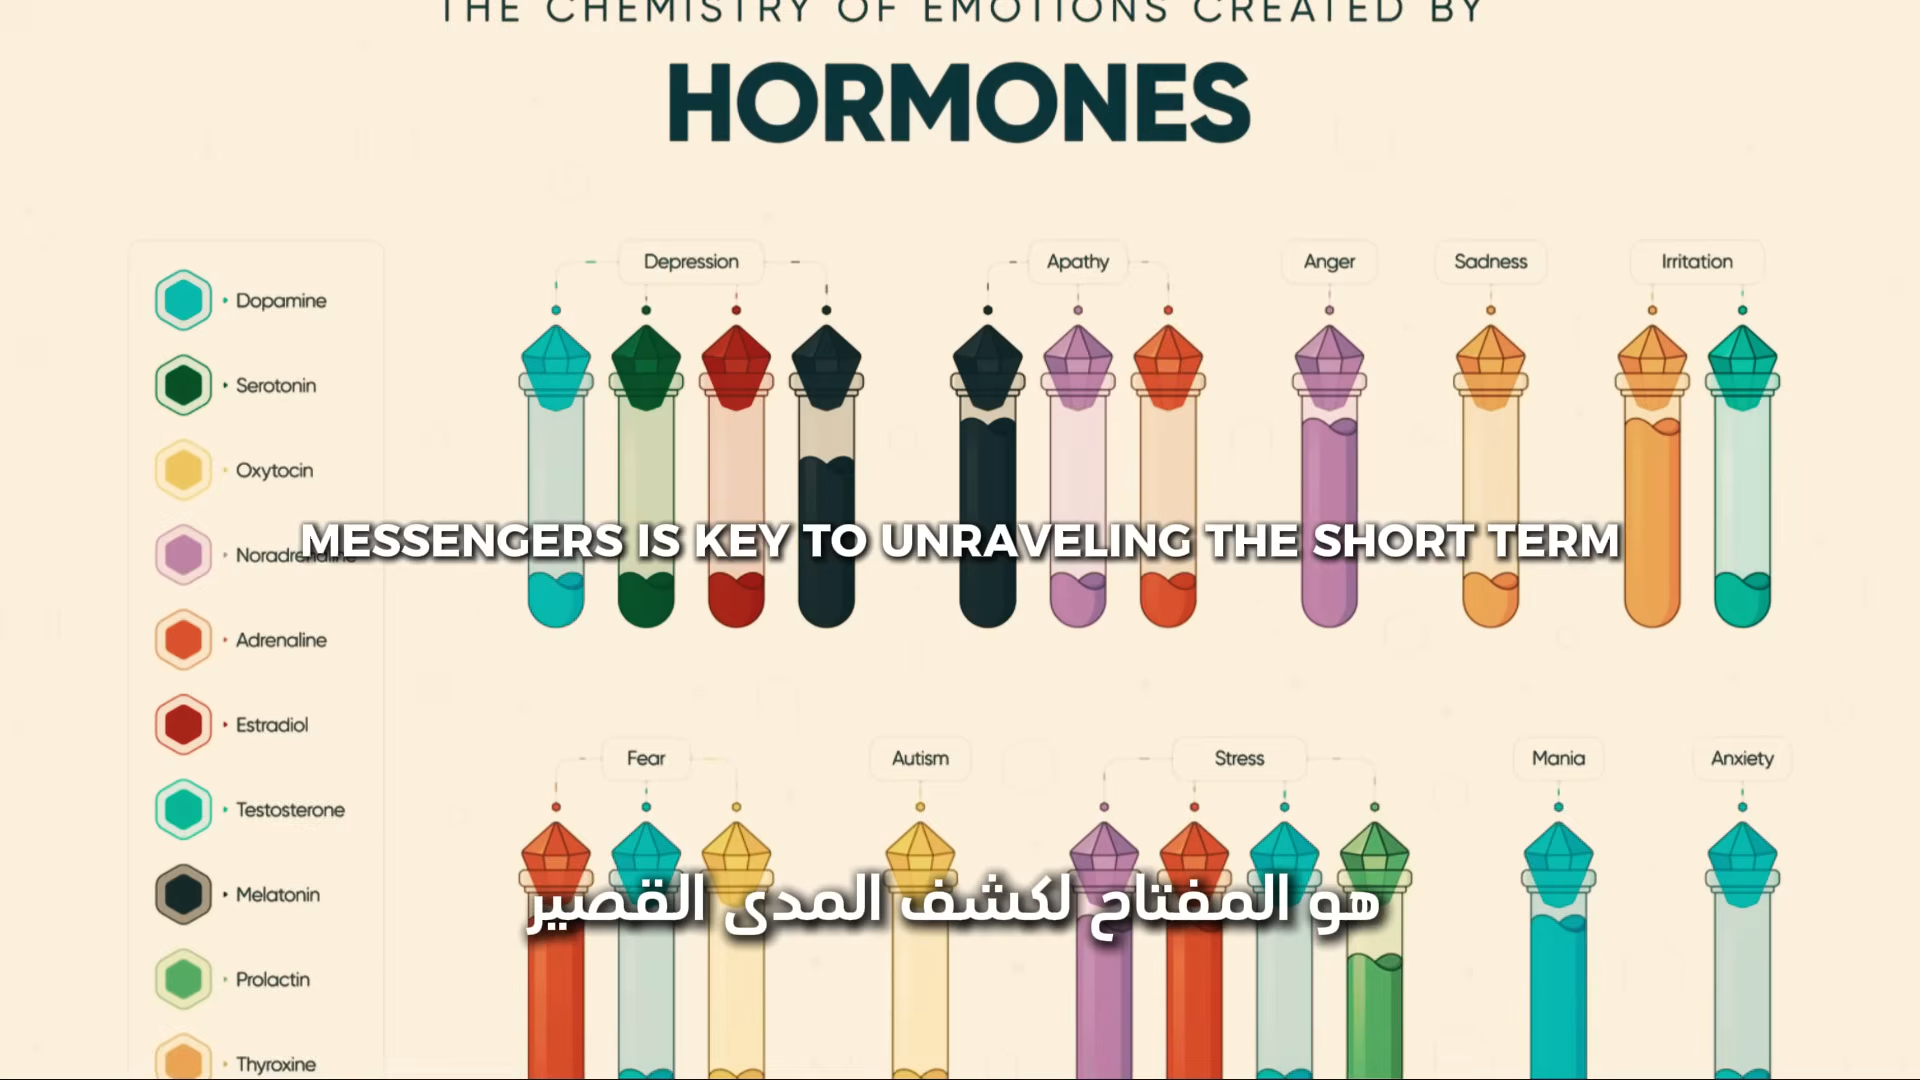 THE CHEMISTRY OF EMOTIONS CREATED BY
HORMONES
Depression
Apathy
Anger
Sadness
Irritation
Dopamine
Serotonin
Oxytocin
Noradrenaline
MESSENGERS IS KEY TO UNRAVELING THE SHORT TERM
Adrenaline
Estradiol
Testosterone
Melatonin
Prolactin
Thyroxine
Fear
Autism
Stress
Mania
Anxiety
هو المفتاح لكشف المدى القصير